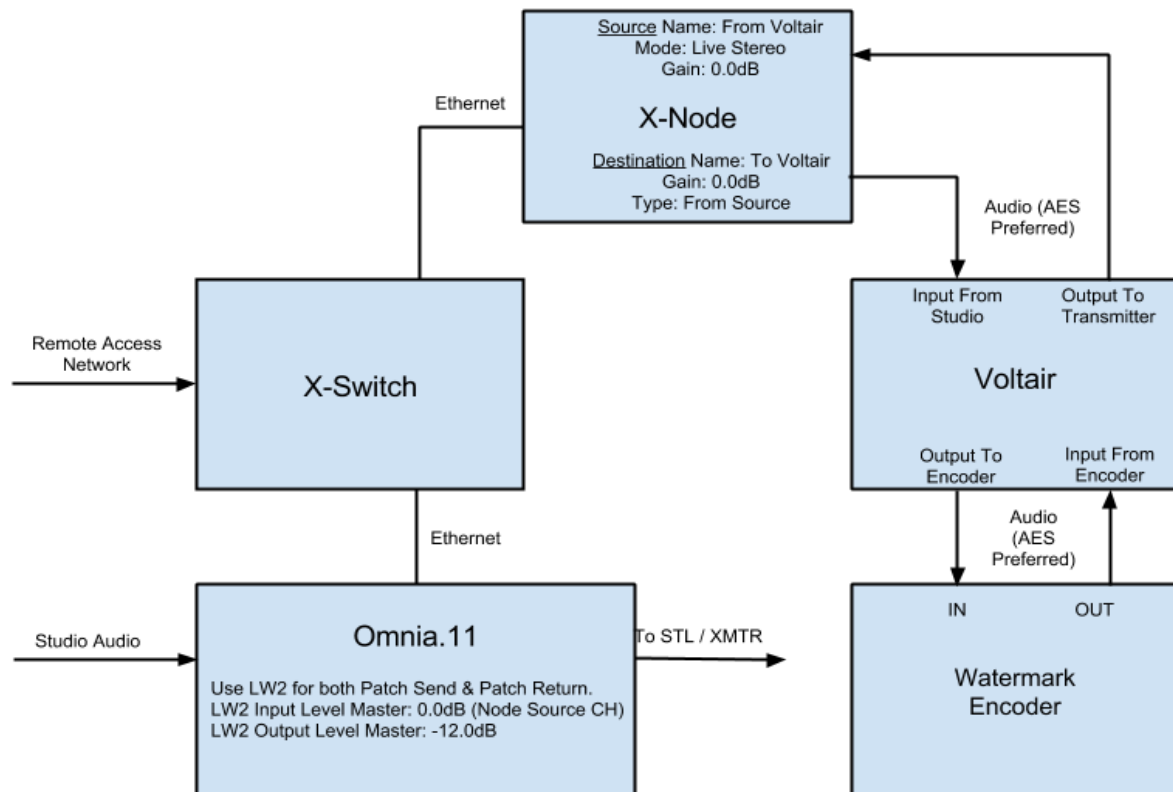 Source Name: From Voltair
Mode: Live Stereo
Gain: 0.0dB
X-Node
Destination Name: To Voltair
Gain: 0.0dB
Type: From Source
Ethernet
Audio (AES
Preferred)
Input From
Studio
Output To
Transmitter
Voltair
Output To
Encoder
Input From
Encoder
Remote Access
Network
X-Switch
Ethernet
Audio
(AES
Preferred)
Studio Audio
Omnia.11
Use LW2 for both Patch Send & Patch Return.
LW2 Input Level Master: 0.0dB (Node Source CH)
LW2 Output Level Master: -12.0dB
To STL / XMTR
IN
OUT
Watermark
Encoder